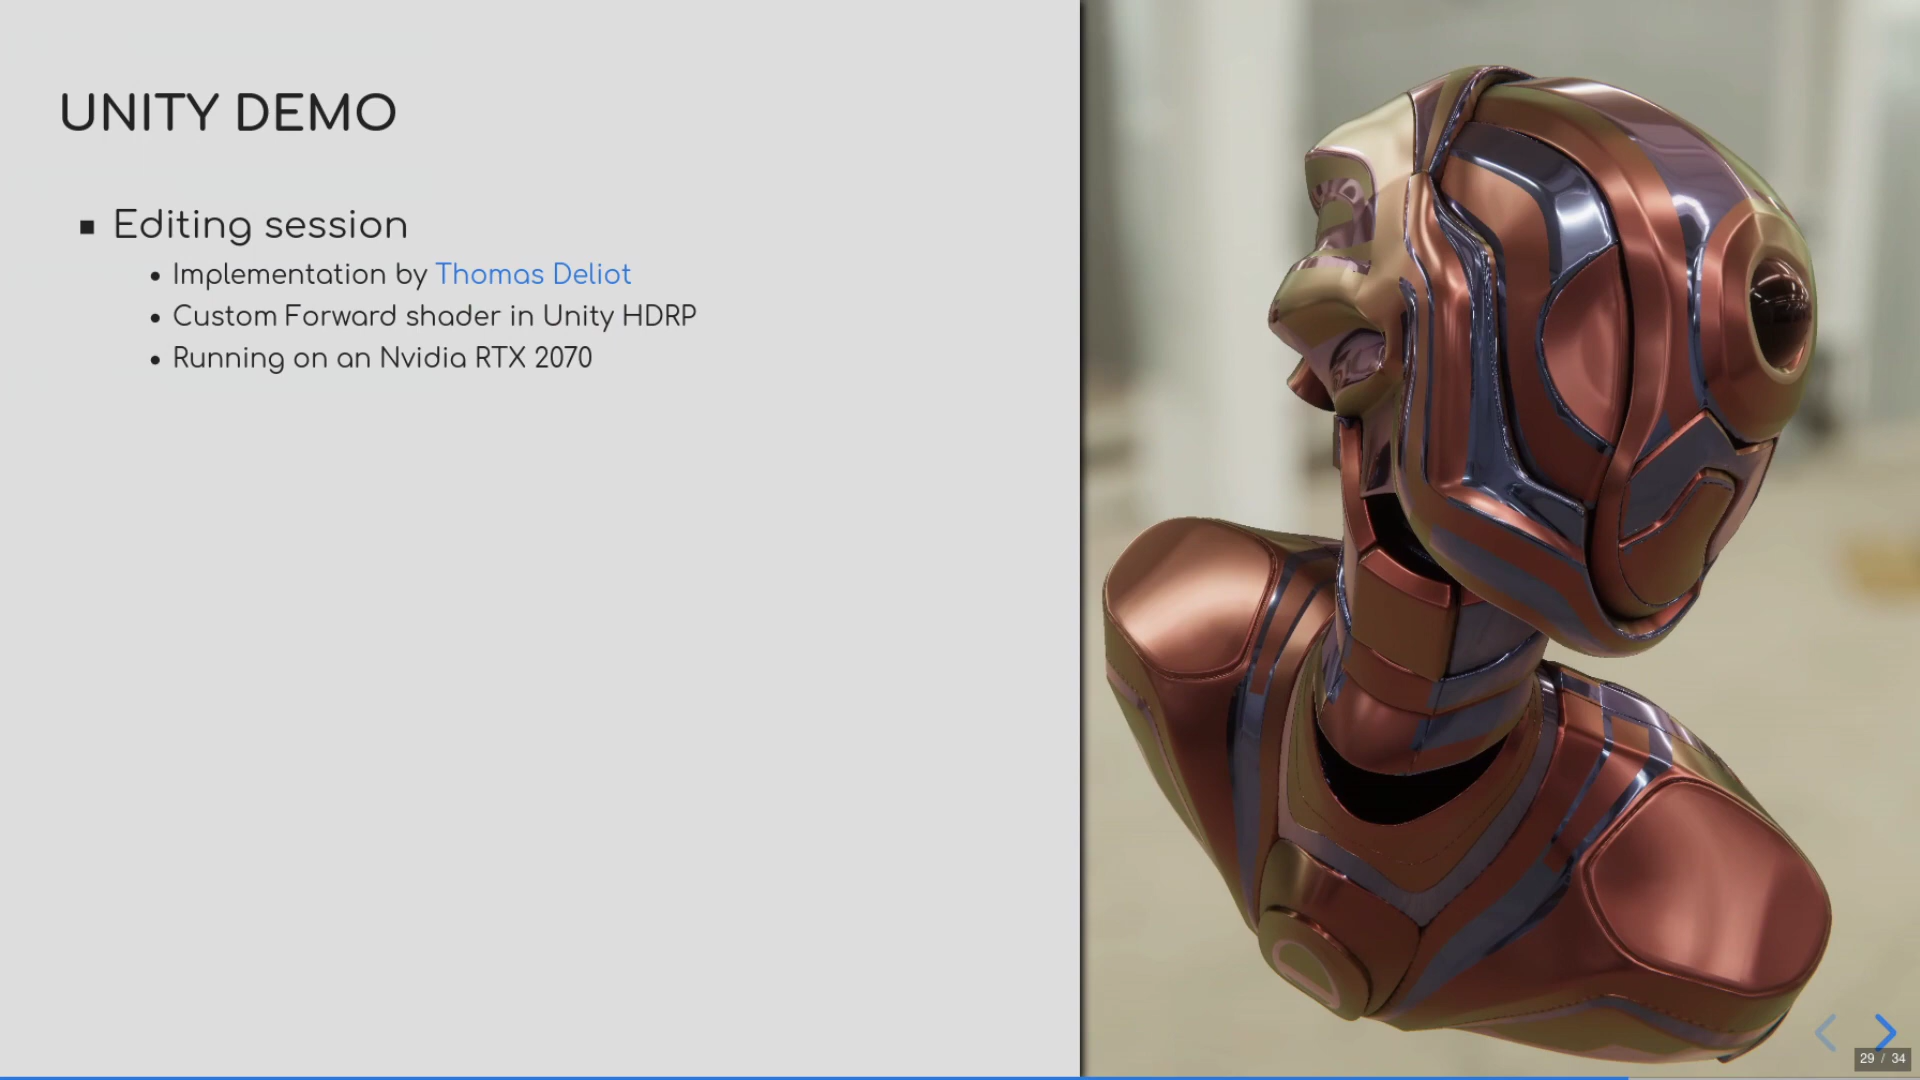 UNITY DEMO
Editing session
Implementation by Thomas Deliot
Custom Forward shader in Unity HDRP
Running on an Nvidia RTX 2070
29 / 34